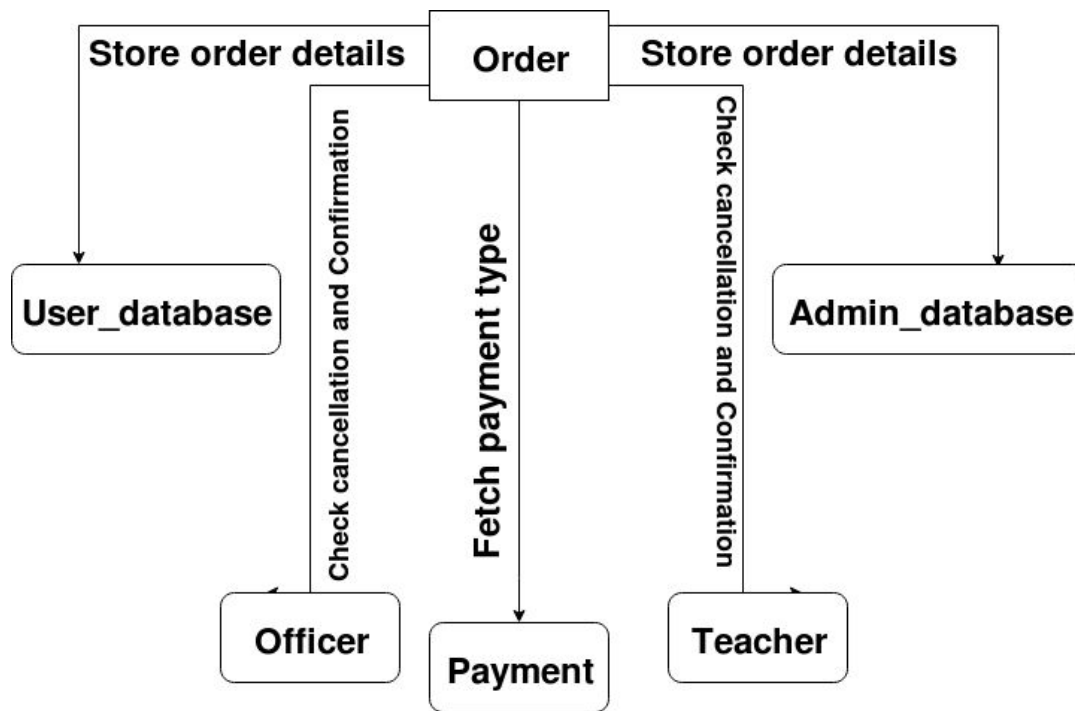 Order
Store order details
Store order details
Check cancellation and Confirmation
Fetch payment type
Check cancellation and Confirmation
User_database
Admin_database
Officer
Payment
Teacher